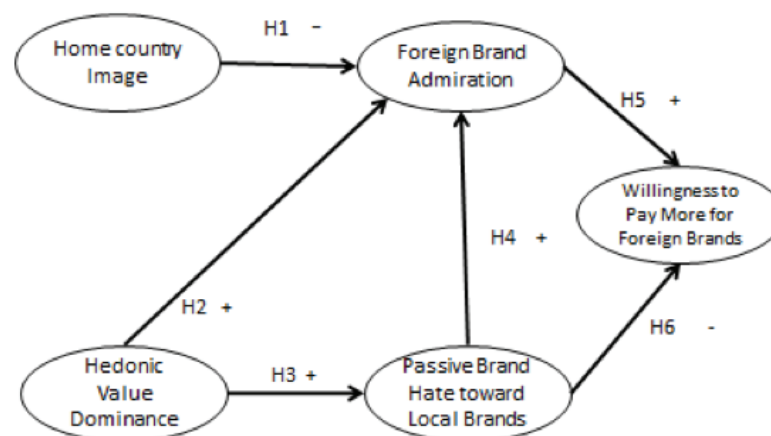 H1 -
Home country
Image
Foreign Brand
Admiration
H5 +
Willingness to
Pay More for
Foreign Brands
H4 +
H2 +
H6 -
Hedonic
Value
Dominance
H3 +
Passive Brand
Hate toward
Local Brands